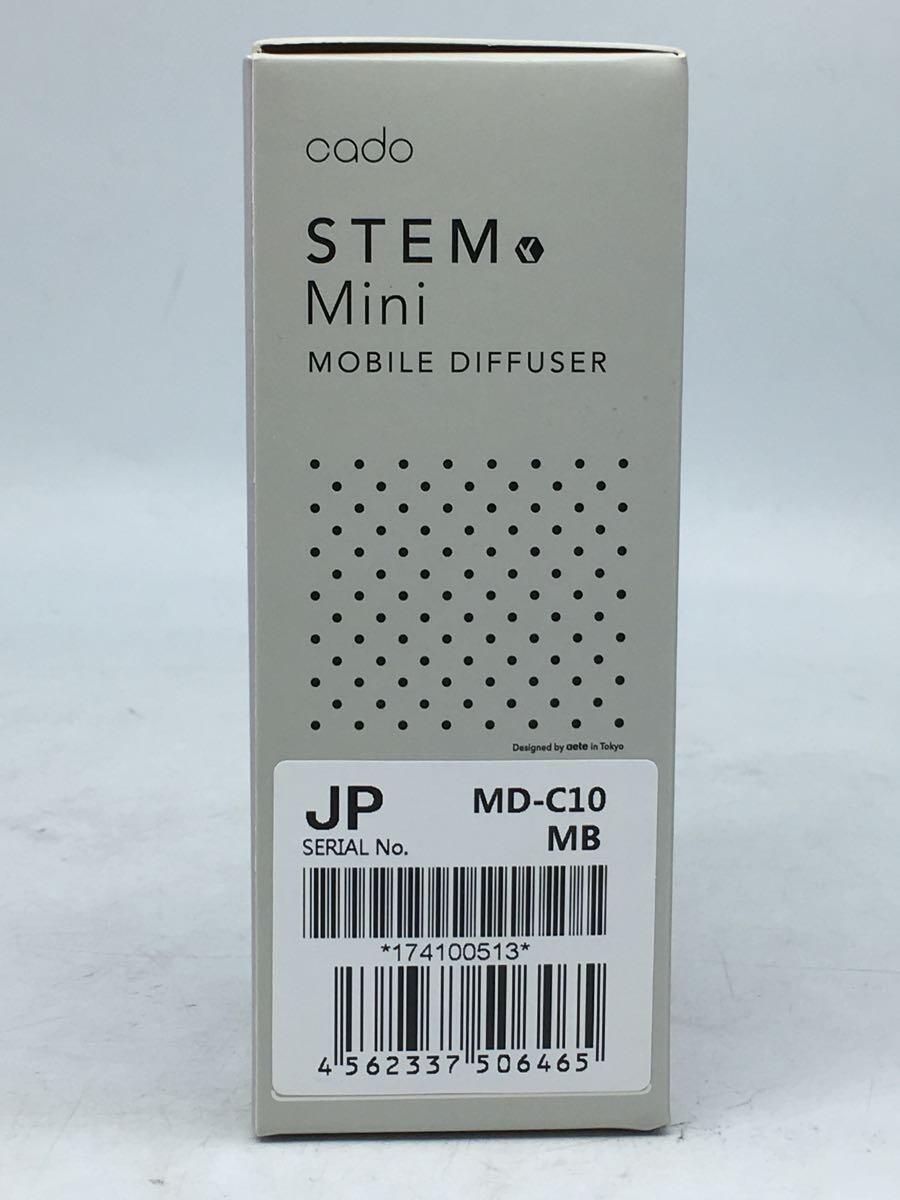 cado
STEM
Mini
MOBILE DIFFUSER
Designed by aete in Tokyo
JP
MD-C10
SERIAL No.
MB
*174100513*
4 562337 506465